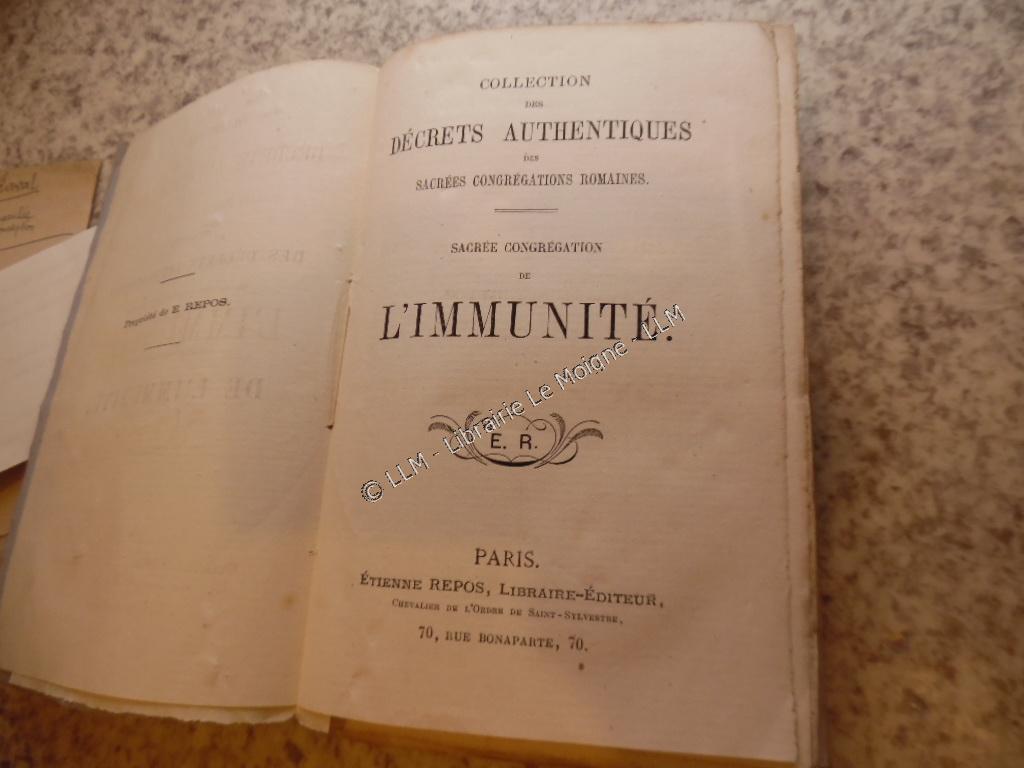 Laval
Propriété de E. REPOS.
COLLECTION
DES
DÉCRETS AUTHENTIQUES
DES
SACRÉES CONGRÉGATIONS ROMAINES.
SACRÉE CONGRÉGATION
DE
L'IMMUNITÉ.
E. R.
© LLM - Librairie Le Moigne - LLM
PARIS.
ÉTIENNE REPOS, LIBRAIRE-ÉDITEUR,
CHEVALIER DE L'ORDRE DE SAINT-SYLVESTRE,
70, RUE BONAPARTE, 70.